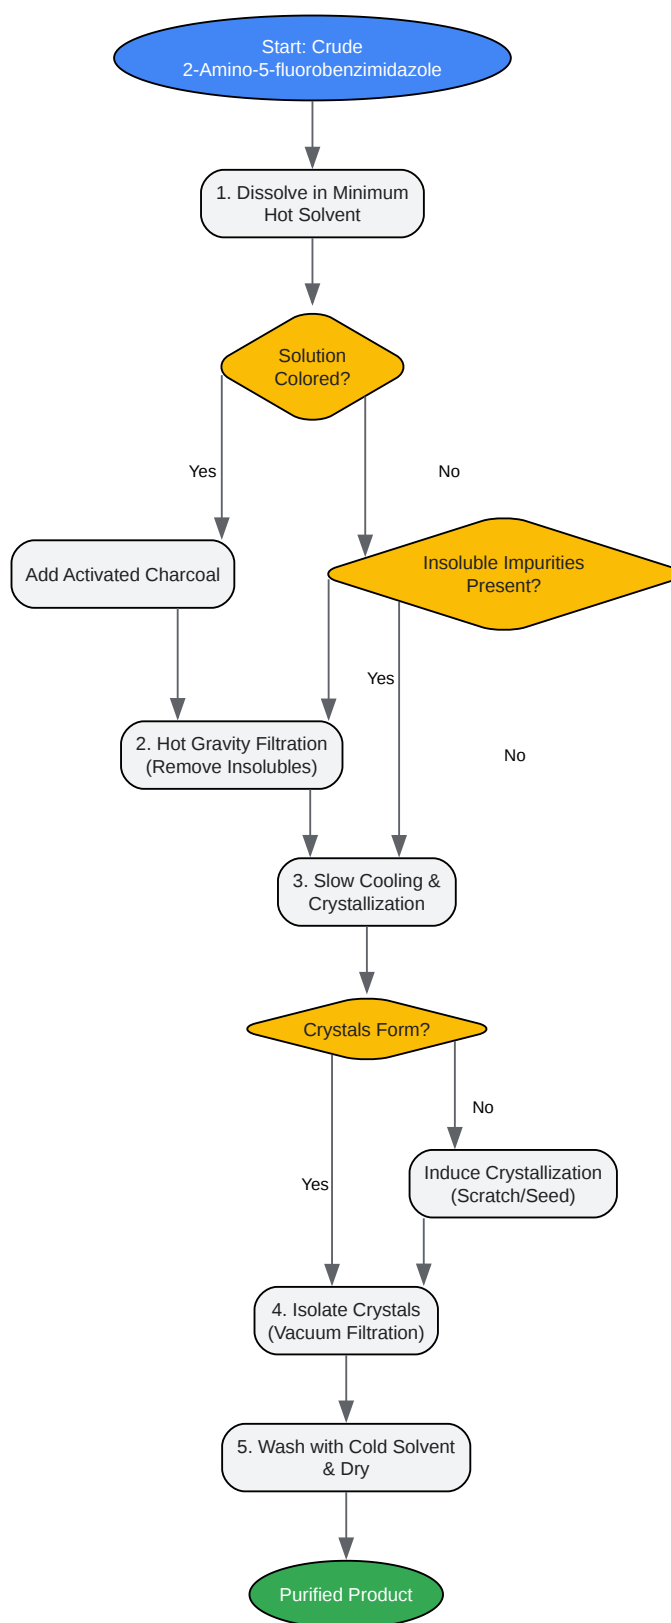 Start: Crude
2-Amino-5-fluorobenzimidazole
1. Dissolve in Minimum
Hot Solvent
Solution
Colored?
Yes
No
Add Activated Charcoal
Insoluble Impurities
Present?
Yes
2. Hot Gravity Filtration
(Remove Insolubles)
No
3. Slow Cooling &
Crystallization
Crystals Form?
No
Induce Crystallization
(Scratch/Seed)
Yes
4. Isolate Crystals
(Vacuum Filtration)
5. Wash with Cold Solvent
& Dry
Purified Product